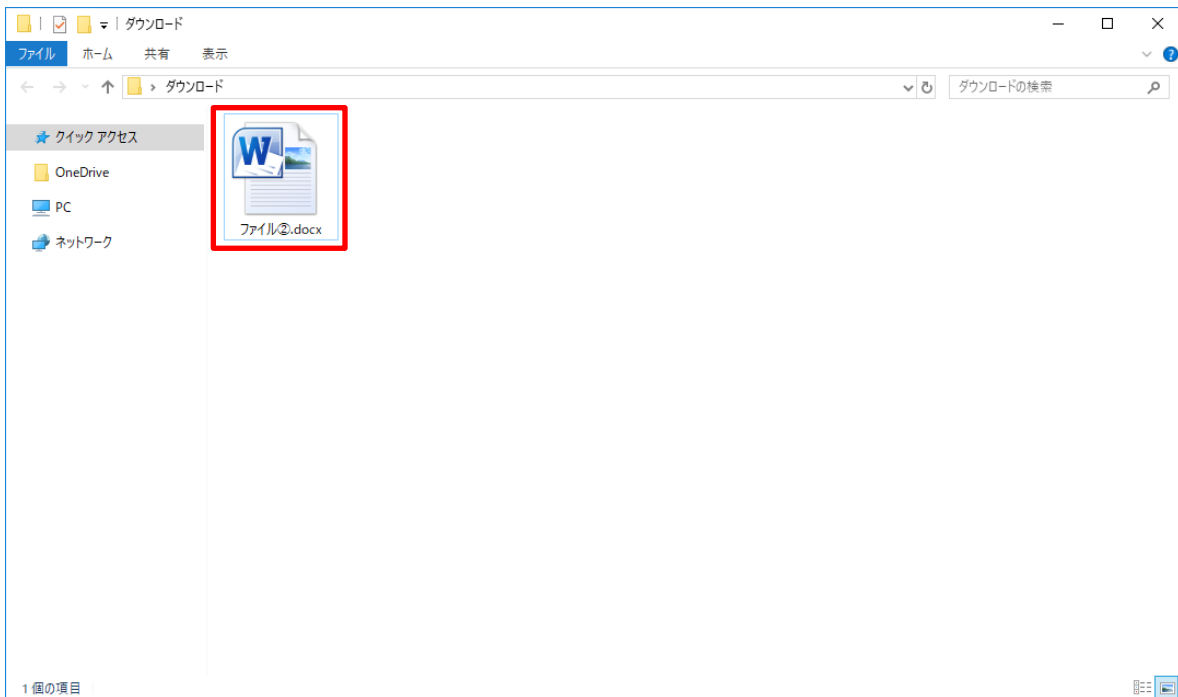 ダウンロード
ファイル ホーム 共有 表示
ダウンロード ダウンロードの検索
クイック アクセス
OneDrive
PC
ネットワーク
W
ファイル②.docx
1 個の項目